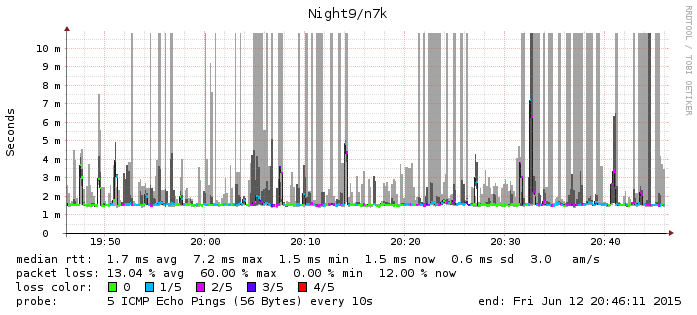 Night9/n7k
RRDTOOL / TOBI OETIKER
Seconds
10 m
9 m
8 m
7 m
6 m
5 m
4 m
3 m
2 m
1 m
0
19:50 20:00 20:10 20:20 20:30 20:40
median rtt: 1.7 ms avg 7.2 ms max 1.5 ms min 1.5 ms now 0.6 ms sd 3.0 am/s
packet loss: 13.04 % avg 60.00 % max 0.00 % min 12.00 % now
loss color: 0 1/5 2/5 3/5 4/5
probe: 5 ICMP Echo Pings (56 Bytes) every 10s end: Fri Jun 12 20:46:11 2015